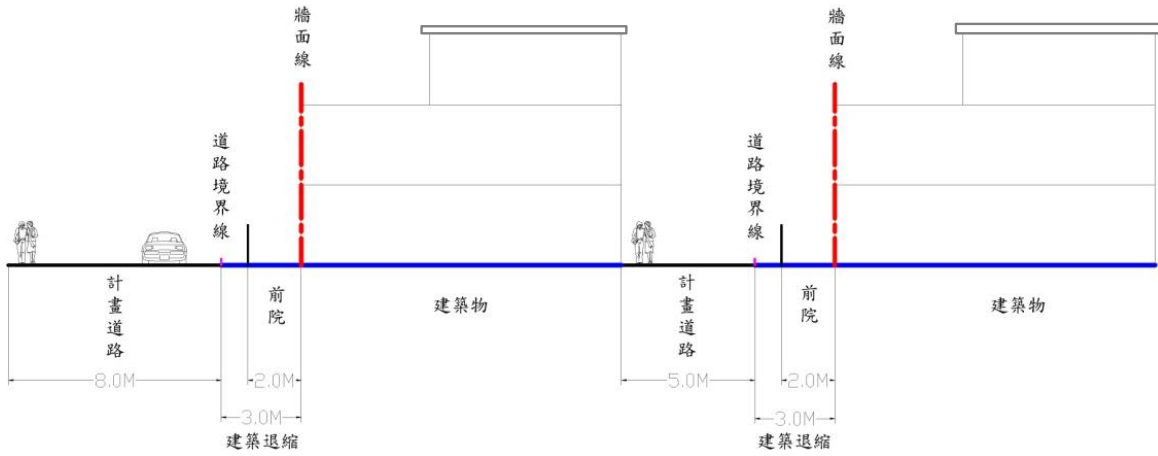 牆面線
牆面線
道路境界線
道路境界線
計畫道路
前院
建築物
計畫道路
前院
建築物
8.0M
2.0M
5.0M
2.0M
3.0M
3.0M
建築退縮
建築退縮